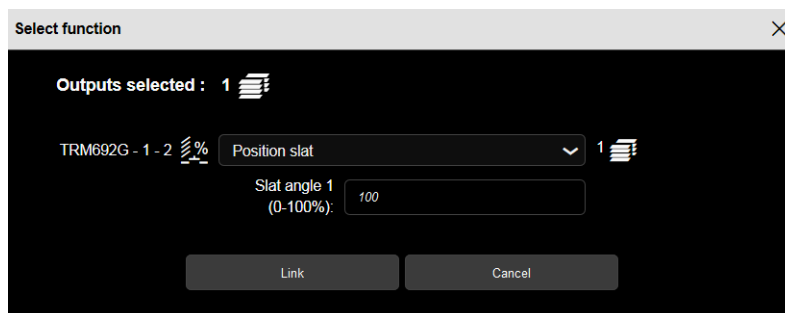 Select function
Outputs selected : 1
TRM692G - 1 - 2 % Position slat 1
Slat angle 1
(0-100%): 100
Link Cancel